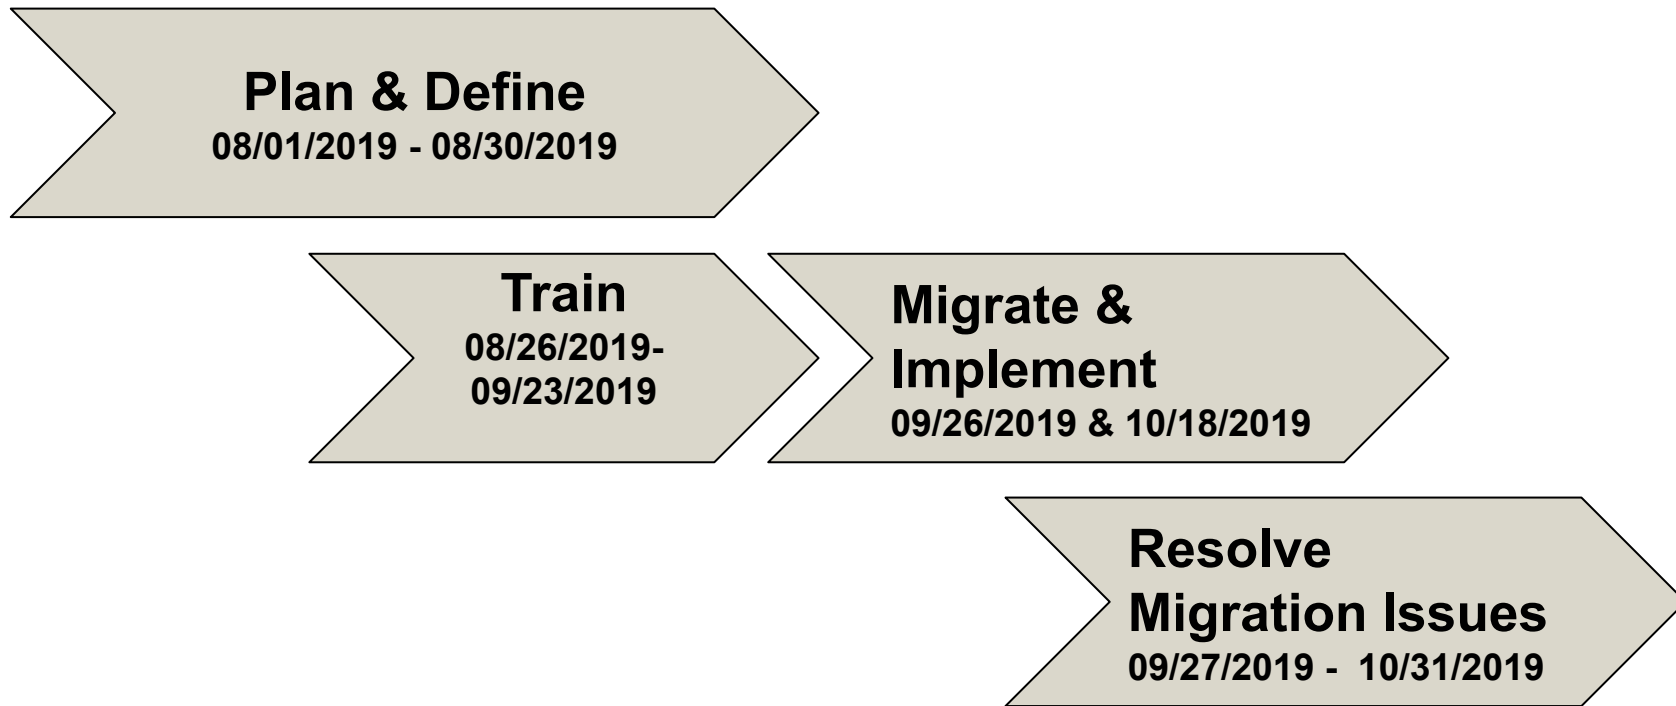 Plan & Define
08/01/2019 - 08/30/2019
Train
08/26/2019-
09/23/2019
Migrate &
Implement
09/26/2019 & 10/18/2019
Resolve
Migration Issues
09/27/2019 -  10/31/2019